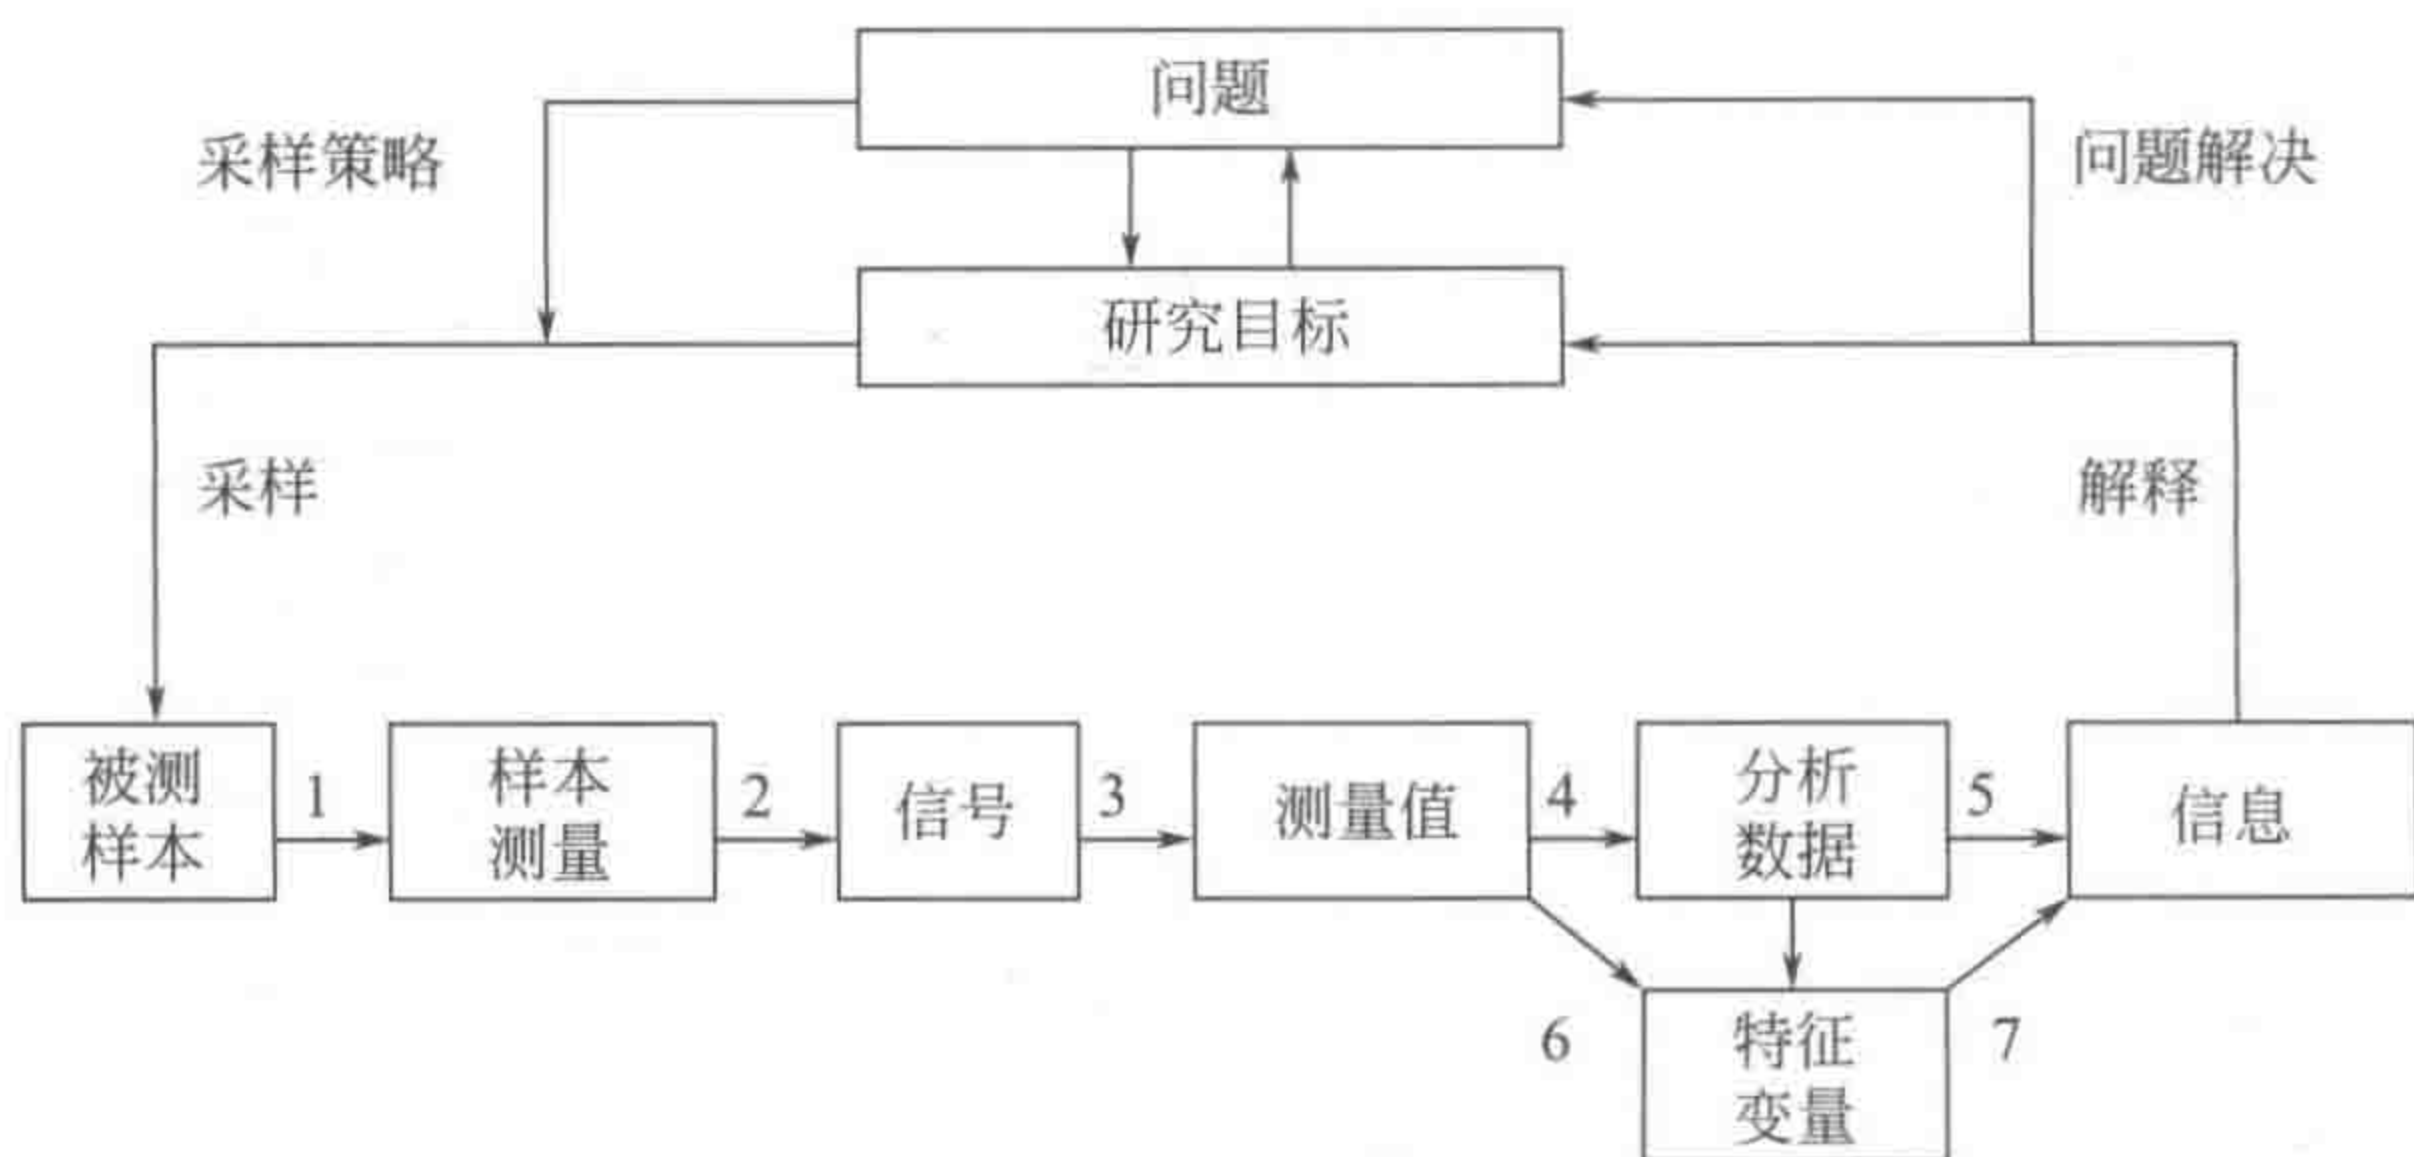 问题
采样策略
问题解决
研究目标
采样
解释
被测
样本
1
样本
测量
2
信号
3
测量值
4
分析
数据
5
信息
6
特征
变量
7